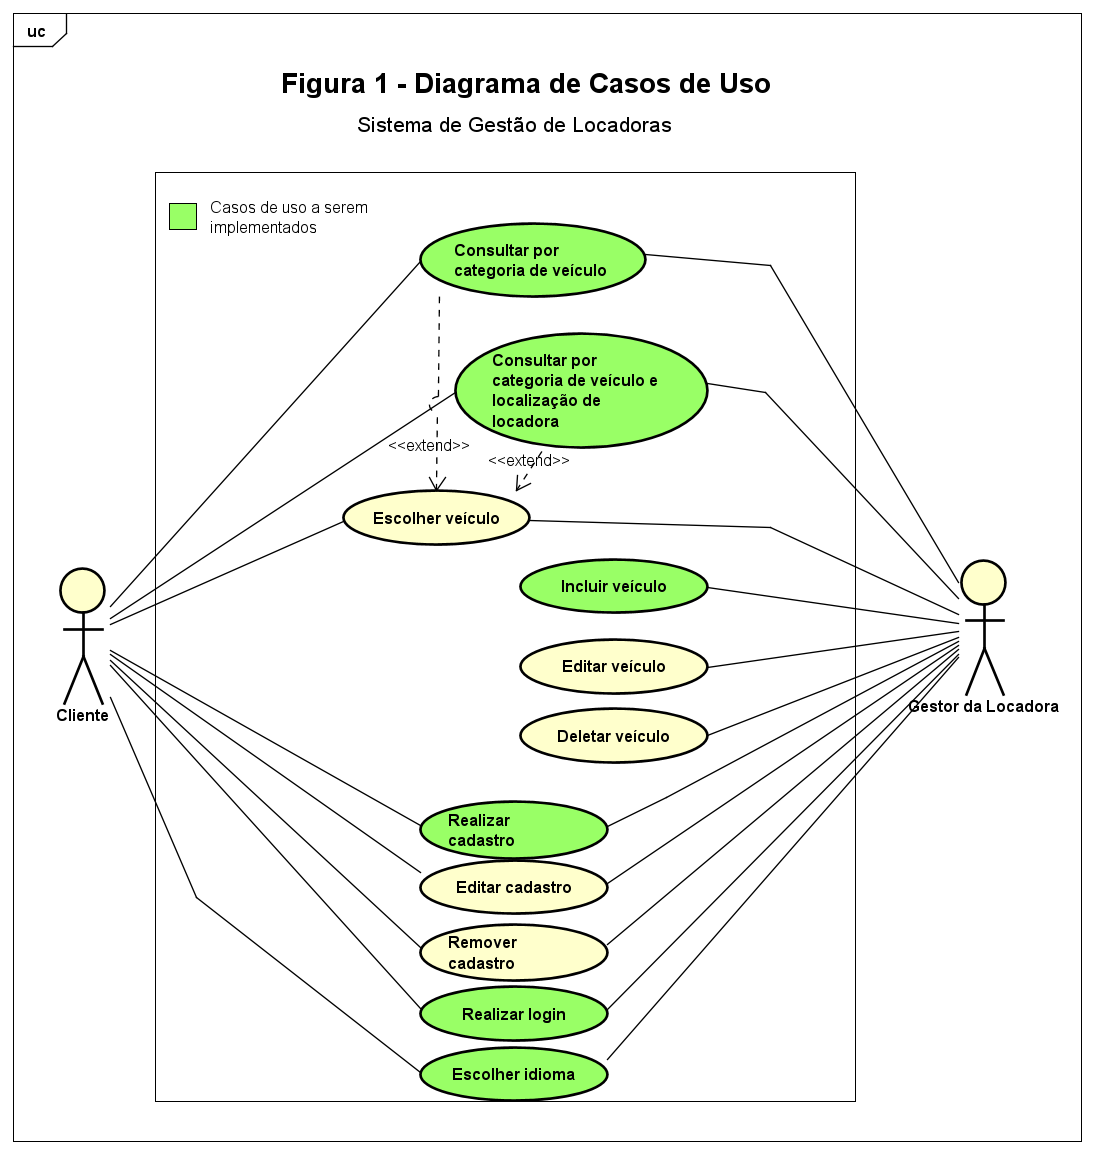 uc
Figura 1 - Diagrama de Casos de Uso
Sistema de Gestão de Locadoras
Casos de uso a serem
implementados
Consultar por
categoria de veículo
Consultar por
categoria de veículo e
localização de
locadora
<<extend>>
<<extend>>
Escolher veículo
Incluir veículo
Editar veículo
Cliente
Gestor da Locadora
Deletar veículo
Realizar
cadastro
Editar cadastro
Remover
cadastro
Realizar login
Escolher idioma